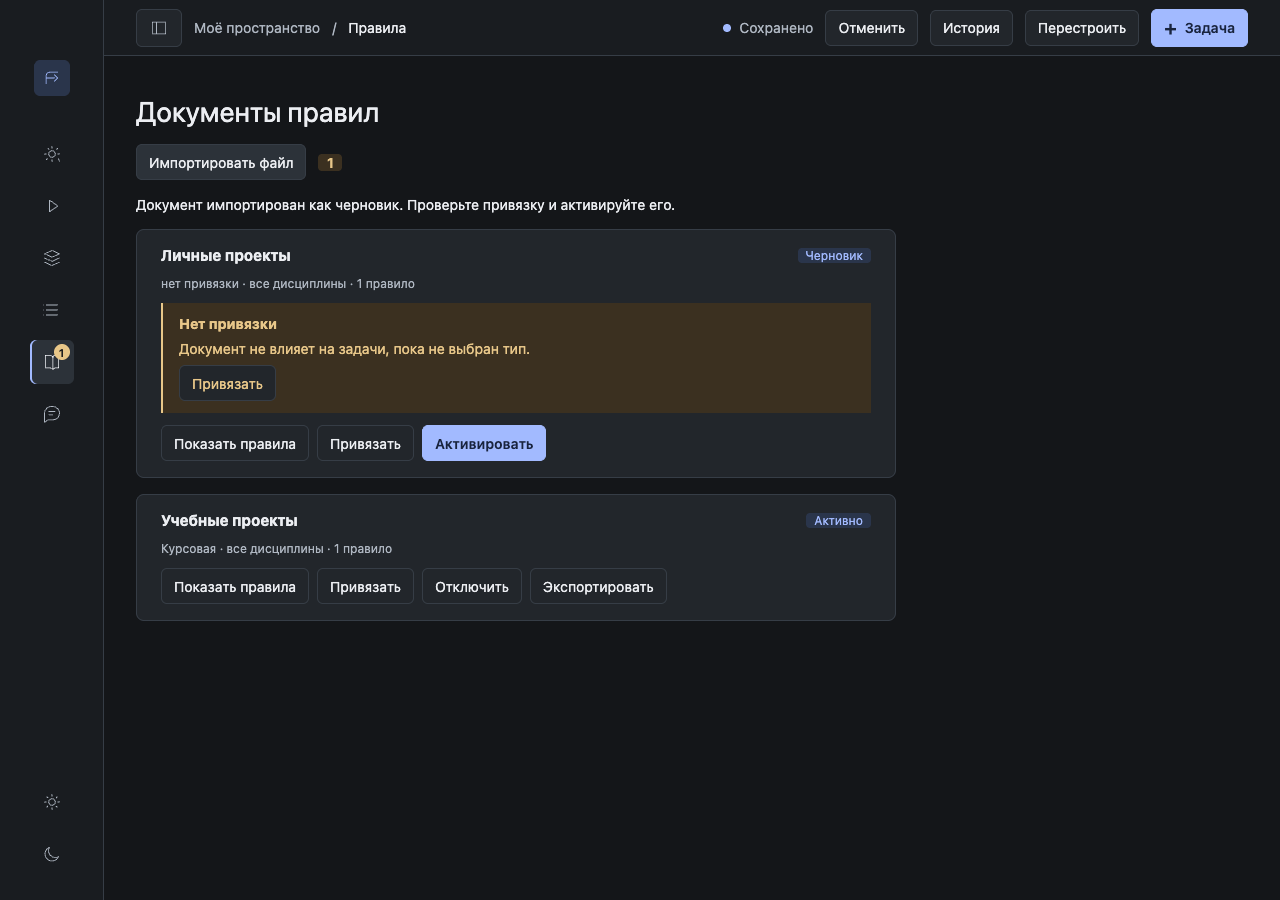 Моё пространство / Правила
Сохранено
Отменить
История
Перестроить
+ Задача
Документы правил
Импортировать файл 1
Документ импортирован как черновик. Проверьте привязку и активируйте его.
1
Личные проекты
Черновик
нет привязки · все дисциплины · 1 правило
Нет привязки
Документ не влияет на задачи, пока не выбран тип.
Привязать
Показать правила
Привязать
Активировать
Учебные проекты
Активно
Курсовая · все дисциплины · 1 правило
Показать правила
Привязать
Отключить
Экспортировать